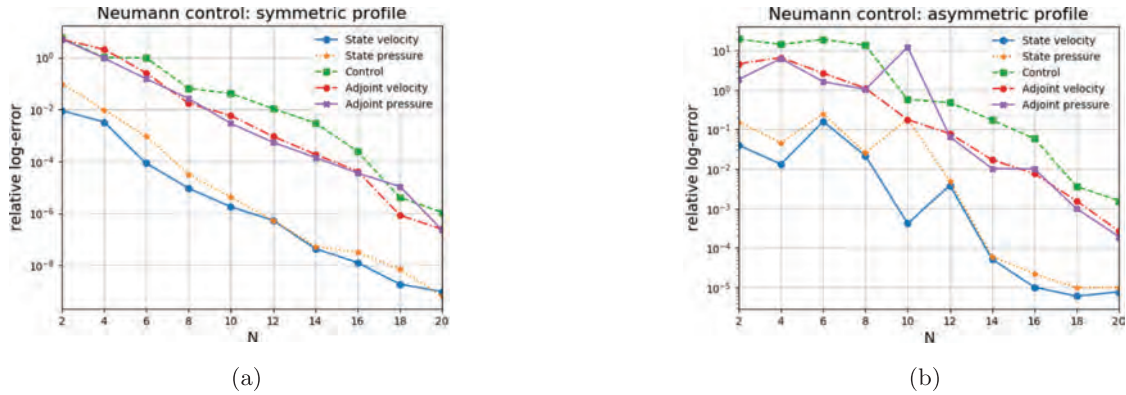 Neumann control: symmetric profile
State velocity
State pressure
Control
Adjoint velocity
Adjoint pressure
relative log-error
10^0
10^-2
10^-4
10^-6
10^-8
2 4 6 8 10 12 14 16 18 20
N
(a)
Neumann control: asymmetric profile
State velocity
State pressure
Control
Adjoint velocity
Adjoint pressure
relative log-error
10^1
10^0
10^-1
10^-2
10^-3
10^-4
10^-5
2 4 6 8 10 12 14 16 18 20
N
(b)